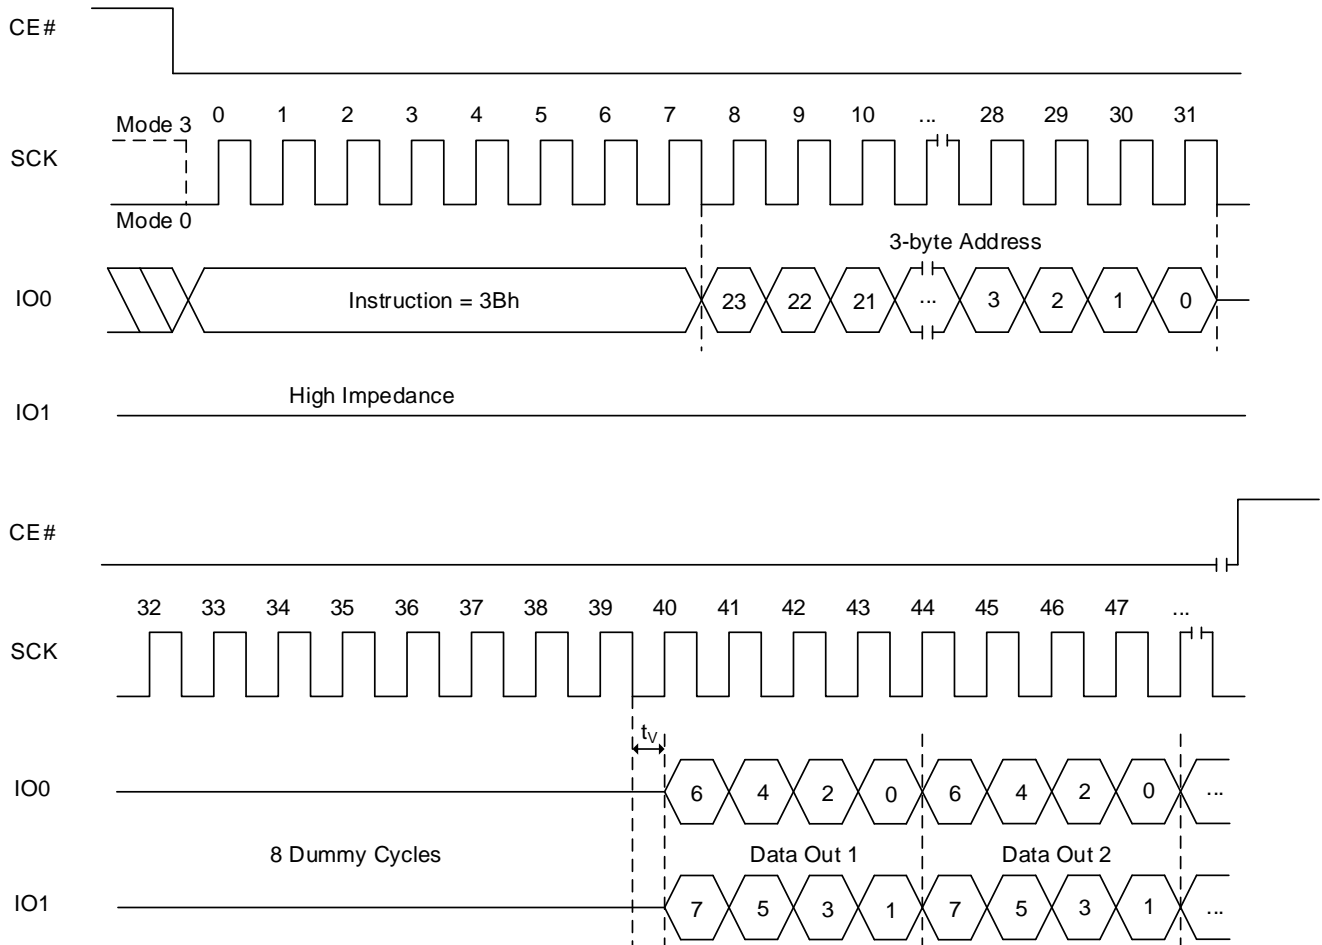 CE#
Mode 3 0 1 2 3 4 5 6 7 8 9 10 ... 28 29 30 31
SCK
Mode 0
3-byte Address
IO0 Instruction = 3Bh 23 22 21 ... 3 2 1 0
High Impedance
IO1
CE#
32 33 34 35 36 37 38 39 40 41 42 43 44 45 46 47 ...
SCK
tV
IO0 6 4 2 0 6 4 2 0 ...
8 Dummy Cycles Data Out 1 Data Out 2
IO1 7 5 3 1 7 5 3 1 ...